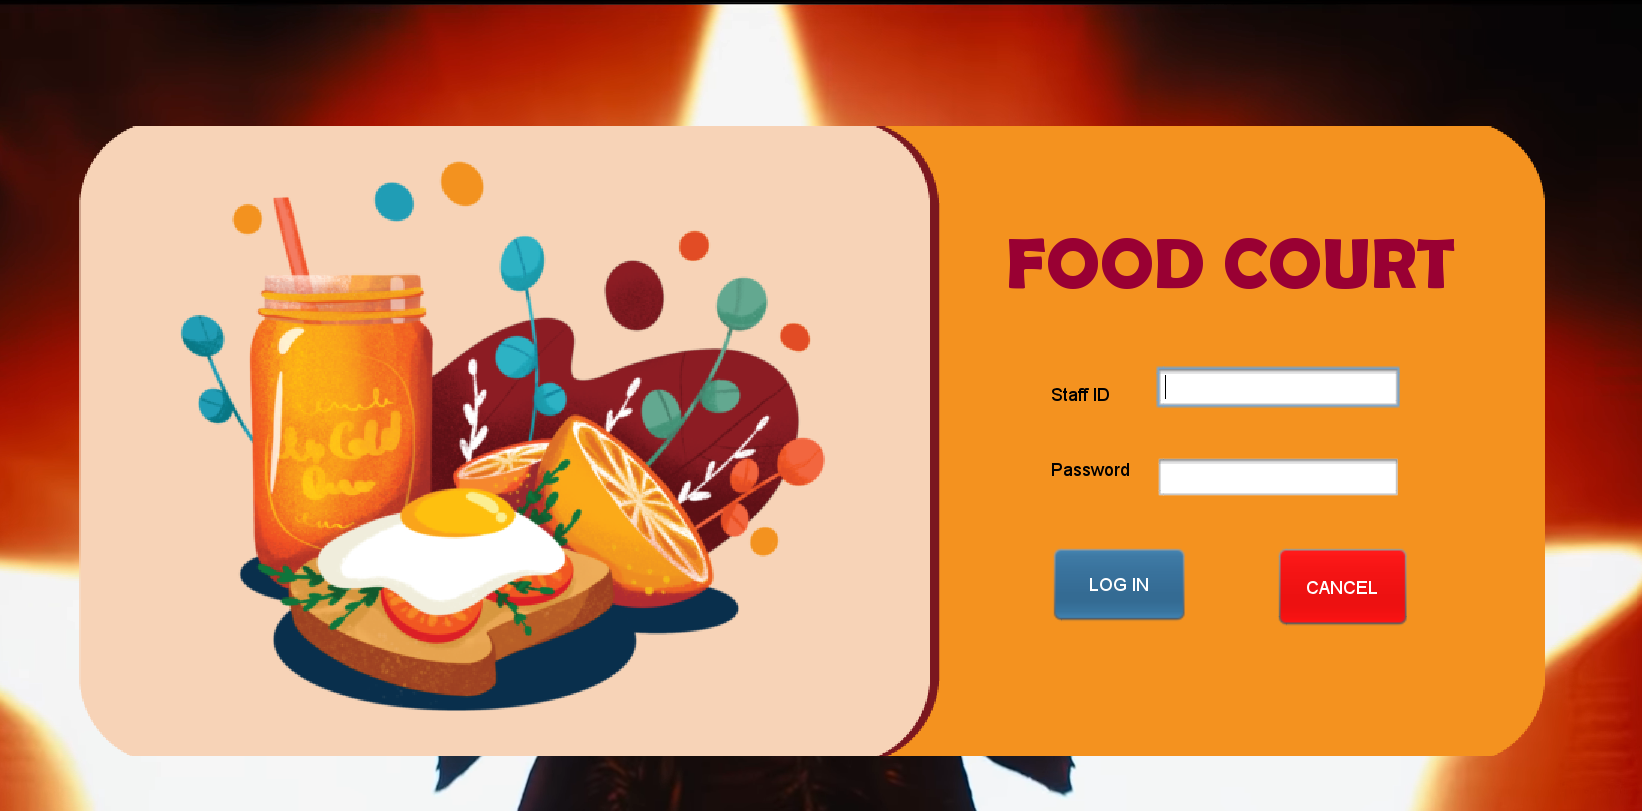 FOOD COURT
Staff ID
Password
LOG IN
CANCEL